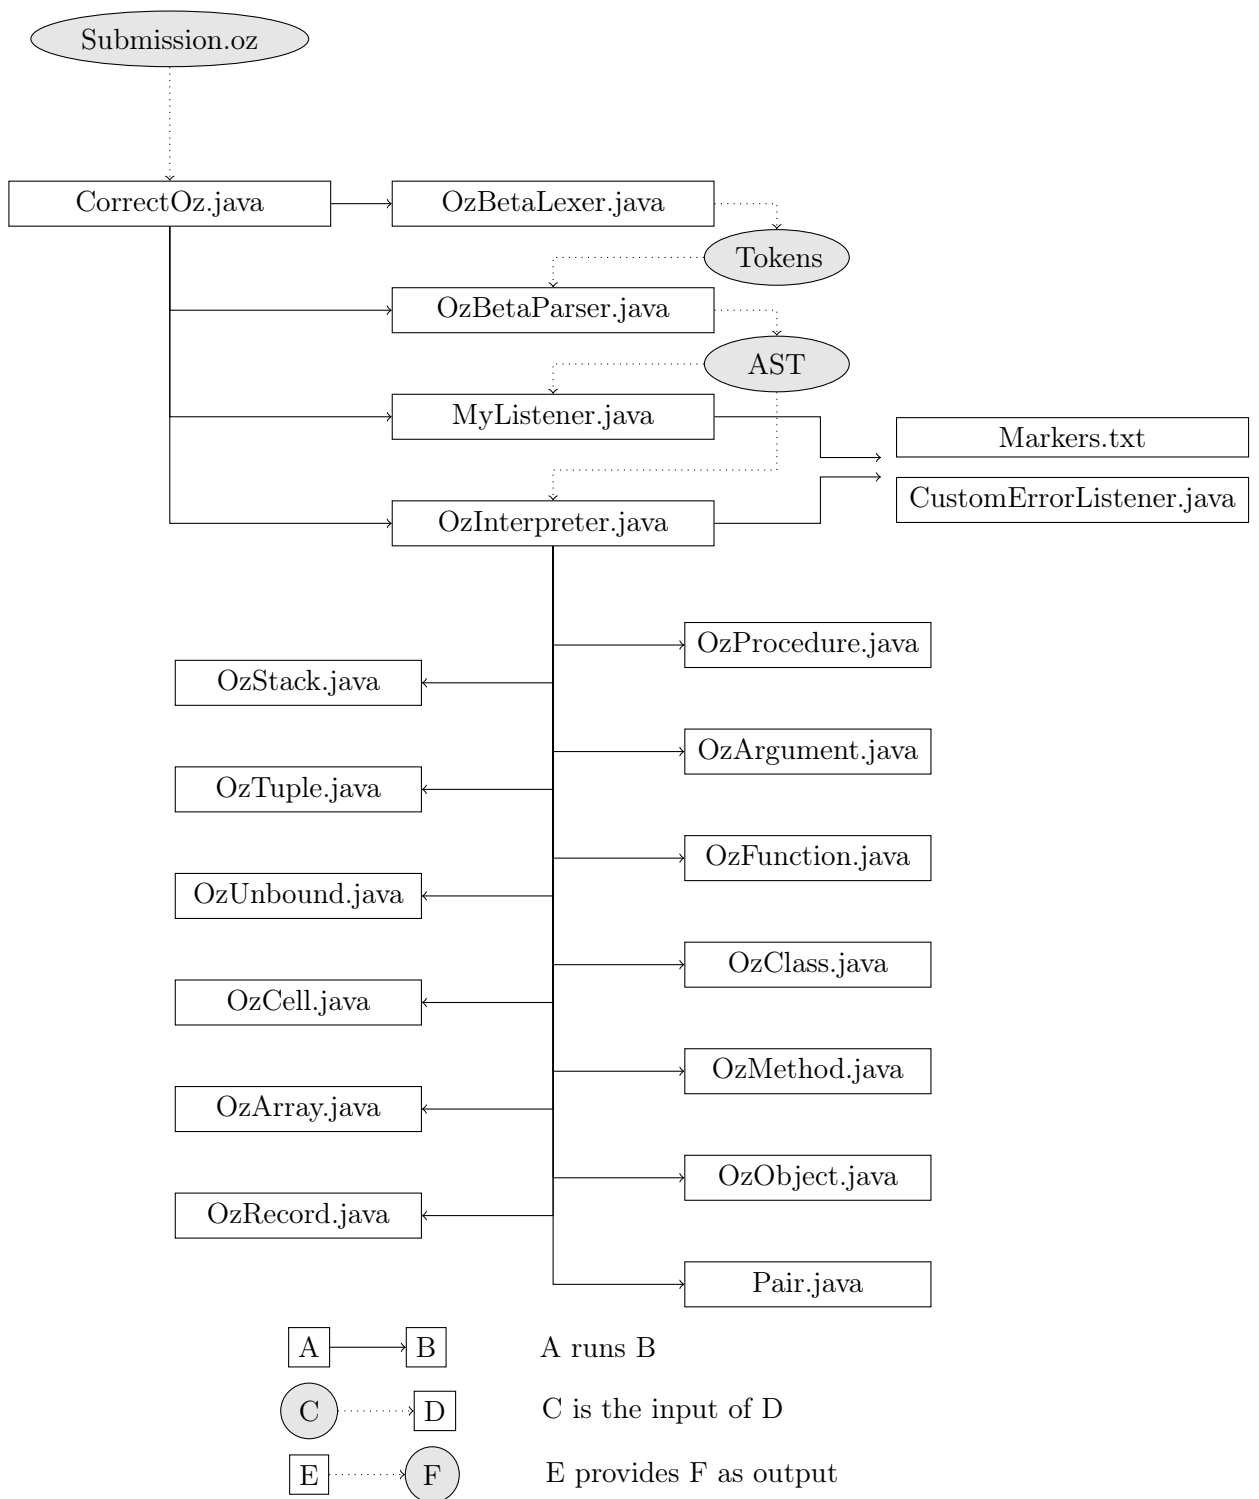 Submission.oz
CorrectOz.java
OzBetaLexer.java
Tokens
OzBetaParser.java
AST
MyListener.java
Markers.txt
CustomErrorListener.java
OzInterpreter.java
OzProcedure.java
OzStack.java
OzArgument.java
OzTuple.java
OzFunction.java
OzUnbound.java
OzClass.java
OzCell.java
OzMethod.java
OzArray.java
OzObject.java
OzRecord.java
Pair.java
A B A runs B
C D C is the input of D
E F E provides F as output